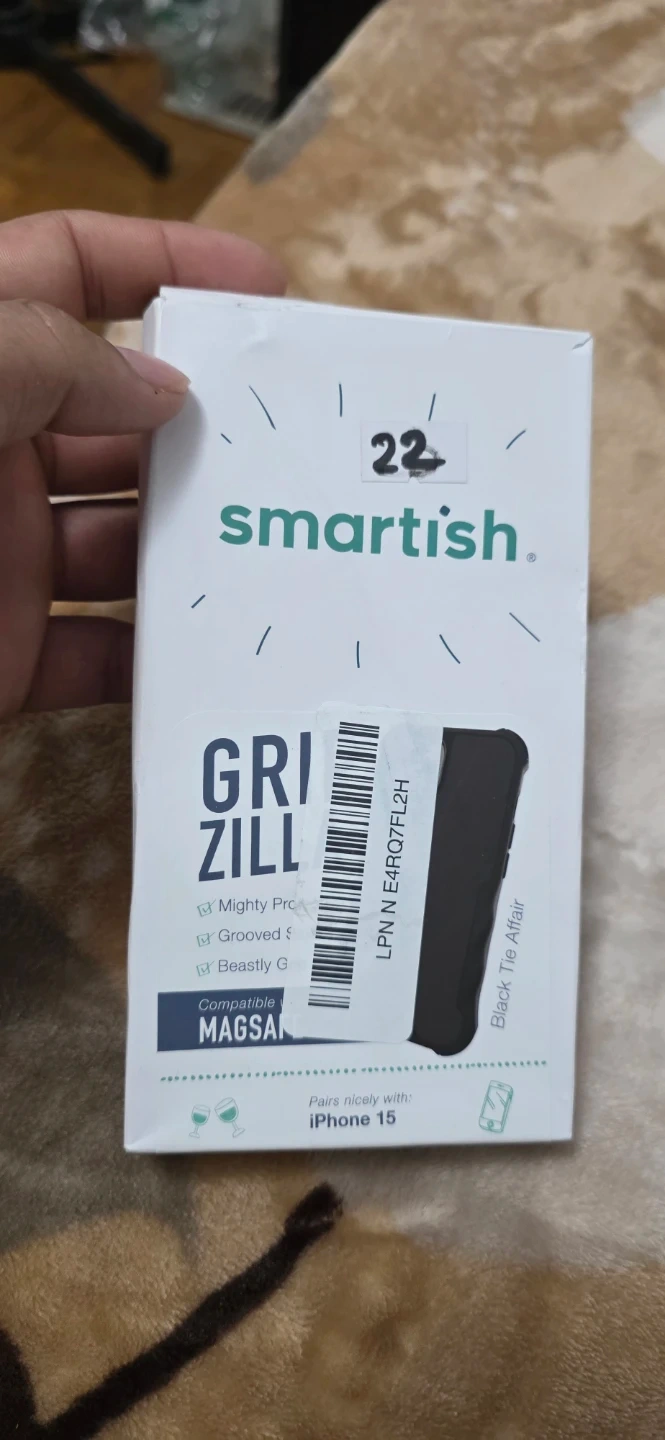 22
smartish®
GRI
ZILL
Mighty Pro
Grooved S
Beastly G
Compatible w
MAGSAF
LPN N E4RQ7FL2H
Black Tie Affair
Pairs nicely with:
iPhone 15